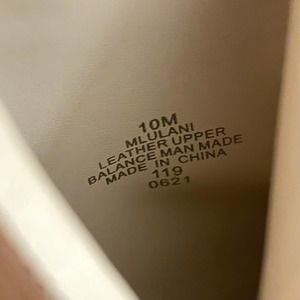 10M
MLULANI
LEATHER UPPER
BALANCE MAN MADE
MADE IN CHINA
119
0621